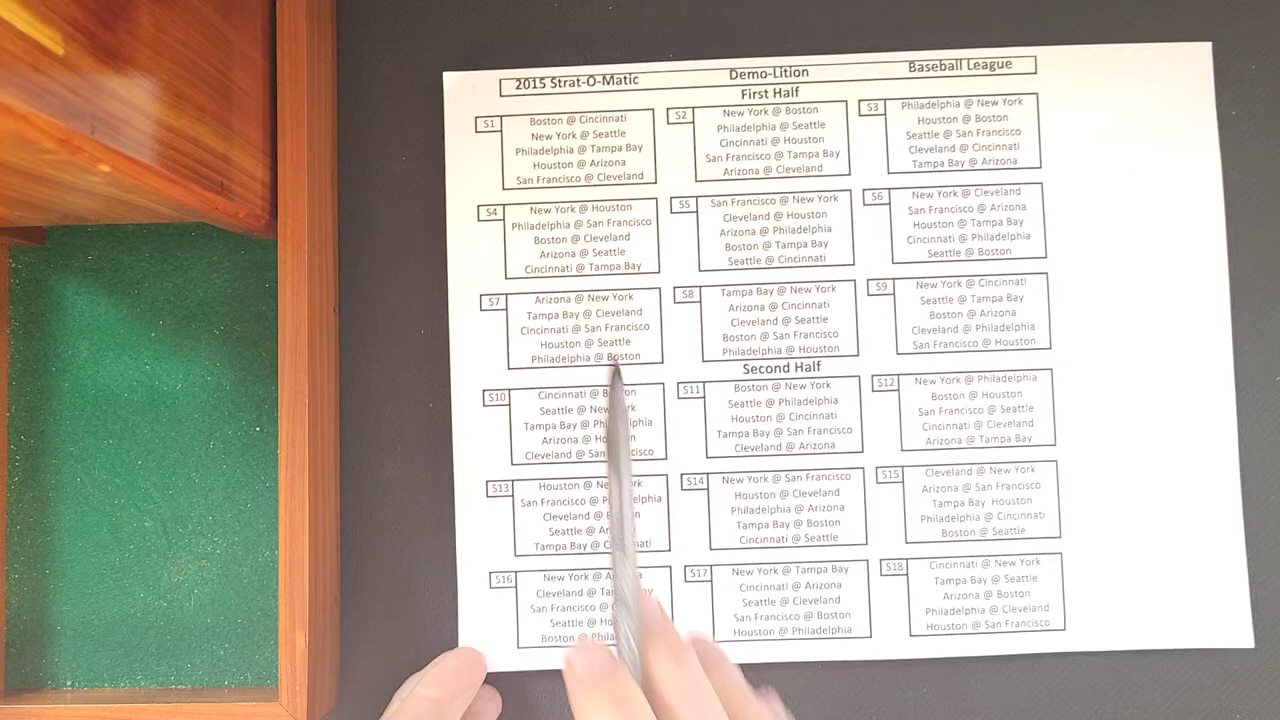 2015 Strat-O-Matic Demo-Lition Baseball League
First Half
S1
Boston @ Cincinnati
New York @ Seattle
Philadelphia @ Tampa Bay
Houston @ Arizona
San Francisco @ Cleveland
S2
New York @ Boston
Philadelphia @ Seattle
Cincinnati @ Houston
San Francisco @ Tampa Bay
Arizona @ Cleveland
S3
Philadelphia @ New York
Houston @ Boston
Seattle @ San Francisco
Cleveland @ Cincinnati
Tampa Bay @ Arizona
S4
New York @ Houston
Philadelphia @ San Francisco
Boston @ Cleveland
Arizona @ Seattle
Cincinnati @ Tampa Bay
S5
San Francisco @ New York
Cleveland @ Houston
Arizona @ Philadelphia
Boston @ Tampa Bay
Seattle @ Cincinnati
S6
New York @ Cleveland
San Francisco @ Arizona
Houston @ Tampa Bay
Cincinnati @ Philadelphia
Seattle @ Boston
S7
Arizona @ New York
Tampa Bay @ Cleveland
Cincinnati @ San Francisco
Houston @ Seattle
Philadelphia @ Boston
S8
Tampa Bay @ New York
Arizona @ Cincinnati
Cleveland @ Seattle
Boston @ San Francisco
Philadelphia @ Houston
S9
New York @ Cincinnati
Seattle @ Tampa Bay
Boston @ Arizona
Cleveland @ Philadelphia
San Francisco @ Houston
Second Half
S10
Cincinnati @
Seattle @
Tampa Bay @
Arizona @
Cleveland @
S11
Boston @ New York
Seattle @ Philadelphia
Houston @ Cincinnati
Tampa Bay @ San Francisco
Cleveland @ Arizona
S12
New York @ Philadelphia
Boston @ Houston
San Francisco @ Seattle
Cincinnati @ Cleveland
Arizona @ Tampa Bay
S13
Houston @
San Francisco @
Cleveland @
Seattle @
Tampa Bay @
S14
New York @ San Francisco
Houston @ Cleveland
Philadelphia @ Arizona
Tampa Bay @ Boston
Cincinnati @ Seattle
S15
Cleveland @ New York
Arizona @ San Francisco
Tampa Bay Houston
Philadelphia @ Cincinnati
Boston @ Seattle
S16
New York @
Cleveland @
San Francisco @
Seattle @
Boston @
S17
New York @ Tampa Bay
Cincinnati @ Arizona
Seattle @ Cleveland
San Francisco @ Boston
Houston @ Philadelphia
S18
Cincinnati @ New York
Tampa Bay @ Seattle
Arizona @ Boston
Philadelphia @ Cleveland
Houston @ San Francisco